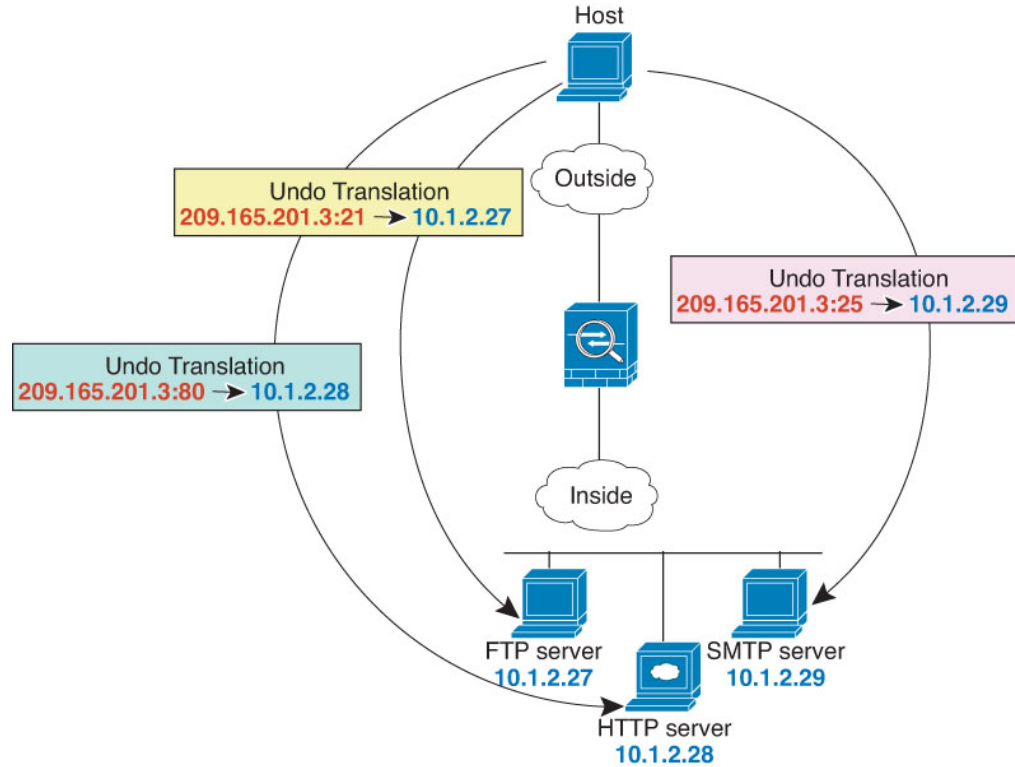 Host
Outside
Undo Translation
209.165.201.3:21 → 10.1.2.27
Undo Translation
209.165.201.3:25 → 10.1.2.29
Undo Translation
209.165.201.3:80 → 10.1.2.28
Inside
FTP server
10.1.2.27
SMTP server
10.1.2.29
HTTP server
10.1.2.28